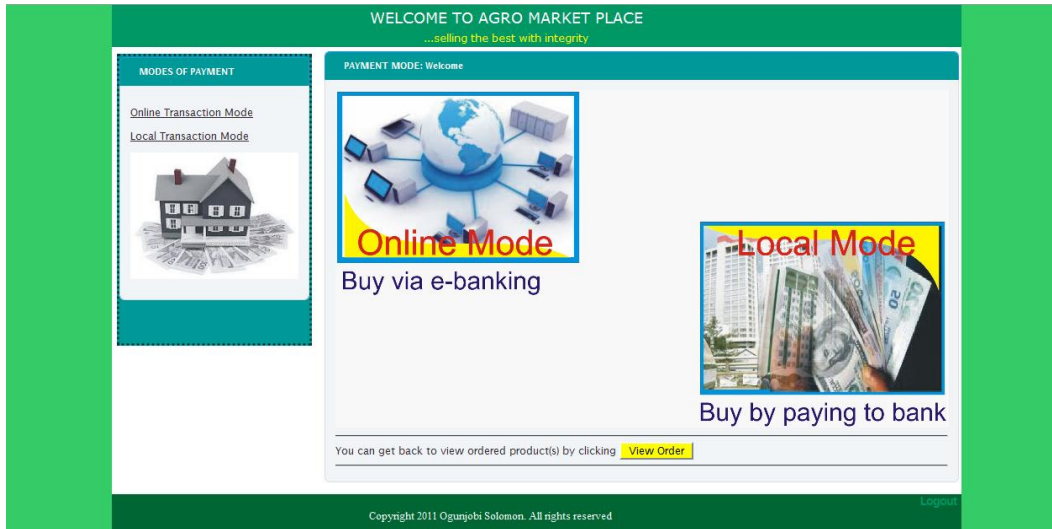 WELCOME TO AGRO MARKET PLACE
...selling the best with integrity
MODES OF PAYMENT
Online Transaction Mode
Local Transaction Mode
PAYMENT MODE: Welcome
Online Mode
Buy via e-banking
Local Mode
Buy by paying to bank
You can get back to view ordered product(s) by clicking View Order
Logout
Copyright 2011 Ogunjobi Solomon. All rights reserved